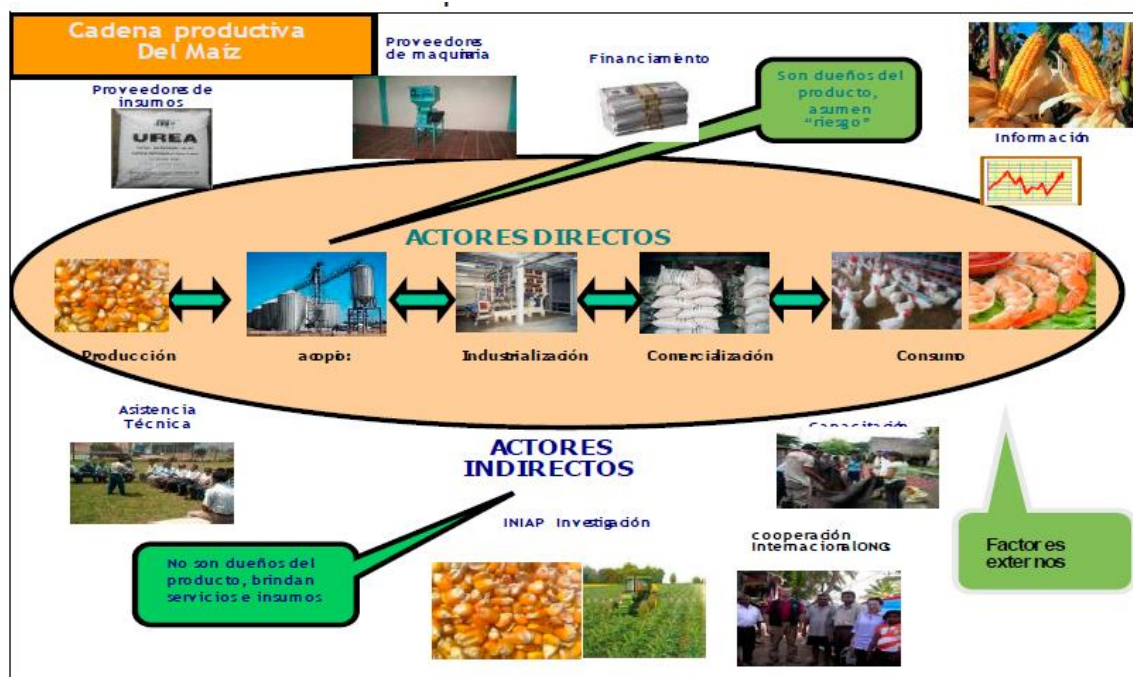 Cadena productiva
Del Maíz
Proveedores
de maquinaria
Financiamiento
Son dueños del
producto,
asumen
“riesgo”
Proveedores de
insumos
UREA
Información
ACTORES DIRECTOS
Producción
acopio:
Industrialización
Comercialización
Consumo
Asistencia
Técnica
ACTORES
INDIRECTOS
Capacitación
INIAP Investigación
cooperación
Internacional ONGs
No son dueños del
producto, brindan
servicios e insumos
Factores
externos